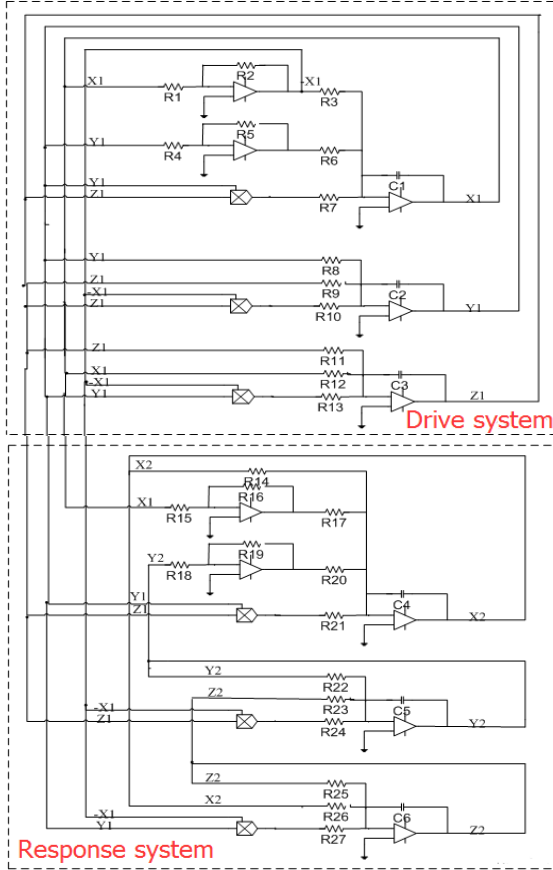 R2
X1
-X1
R1
R3
R5
Y1
R4
R6
Y1
C1
Z1
X1
R7
Y1
R8
Z1
R9
-X1
C2
Z1
Y1
R10
Z1
R11
X1
R12
C3
-X1
Z1
Y1
R13
Drive system
X2
R14
R16
X1
R15
R17
Y2
R19
R18
R20
Y1
C4
Z1
X2
R21
Y2
R22
Z2
R23
-X1
C5
Z1
Y2
R24
Z2
R25
X2
R26
C6
-X1
Y1
Z2
R27
Response system